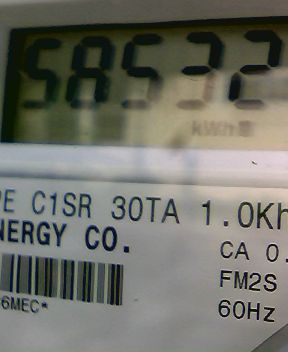 58532
kWh
PE C1SR 30TA 1.0Kh
NERGY CO.
CA 0.
FM2S
6MEC*
60Hz